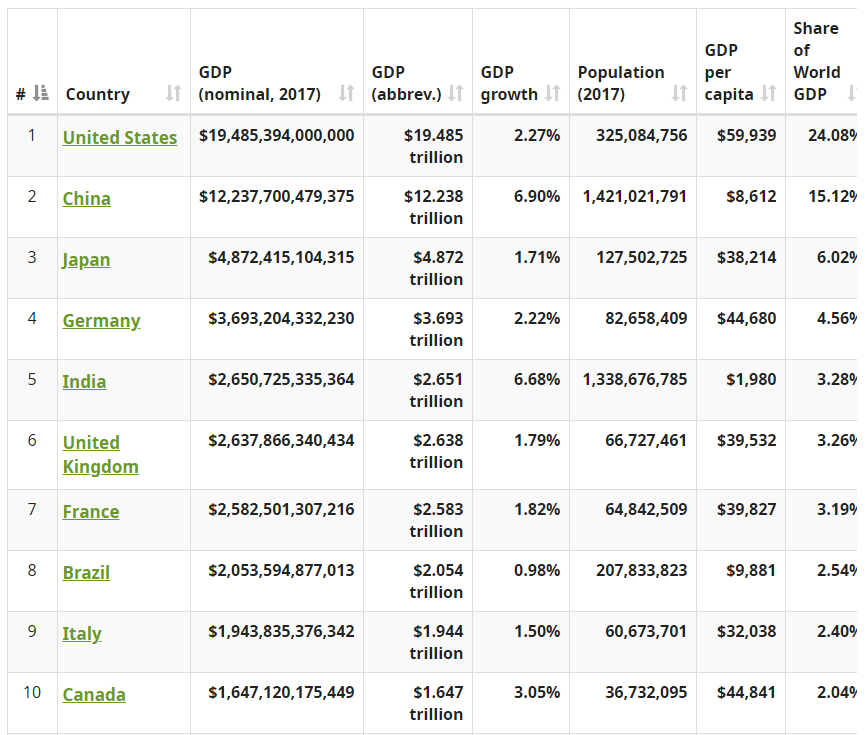 # Country GDP (nominal, 2017) GDP (abbrev.) GDP growth Population (2017) GDP per capita Share of World GDP
1 United States $19,485,394,000,000 $19.485 trillion 2.27% 325,084,756 $59,939 24.08%
2 China $12,237,700,479,375 $12.238 trillion 6.90% 1,421,021,791 $8,612 15.12%
3 Japan $4,872,415,104,315 $4.872 trillion 1.71% 127,502,725 $38,214 6.02%
4 Germany $3,693,204,332,230 $3.693 trillion 2.22% 82,658,409 $44,680 4.56%
5 India $2,650,725,335,364 $2.651 trillion 6.68% 1,338,676,785 $1,980 3.28%
6 United Kingdom $2,637,866,340,434 $2.638 trillion 1.79% 66,727,461 $39,532 3.26%
7 France $2,582,501,307,216 $2.583 trillion 1.82% 64,842,509 $39,827 3.19%
8 Brazil $2,053,594,877,013 $2.054 trillion 0.98% 207,833,823 $9,881 2.54%
9 Italy $1,943,835,376,342 $1.944 trillion 1.50% 60,673,701 $32,038 2.40%
10 Canada $1,647,120,175,449 $1.647 trillion 3.05% 36,732,095 $44,841 2.04%